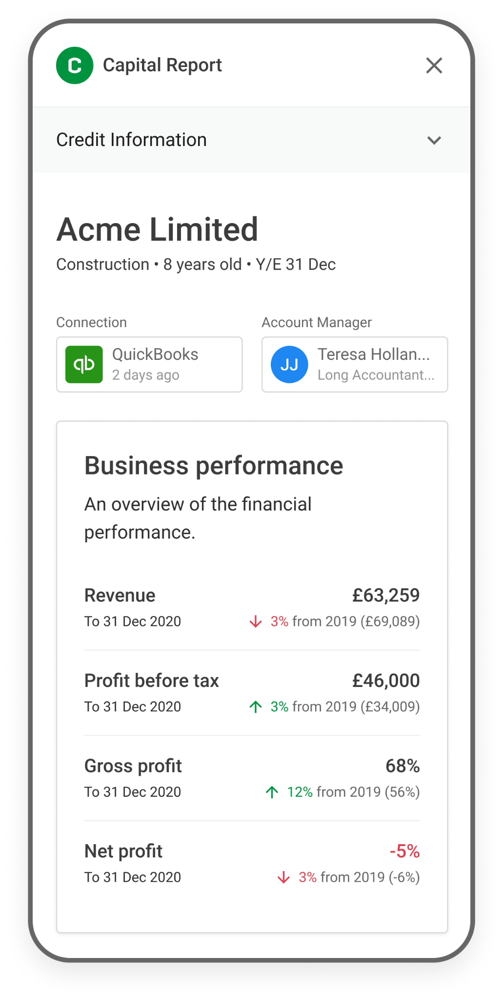 C Capital Report
Credit Information
Acme Limited
Construction • 8 years old • Y/E 31 Dec
Connection
Account Manager
qb
QuickBooks
2 days ago
JJ
Teresa Hollan...
Long Accountant...
Business performance
An overview of the financial
performance.
Revenue £63,259
To 31 Dec 2020 ↓ 3% from 2019 (£69,089)
Profit before tax £46,000
To 31 Dec 2020 ↑ 3% from 2019 (£34,009)
Gross profit 68%
To 31 Dec 2020 ↑ 12% from 2019 (56%)
Net profit -5%
To 31 Dec 2020 ↓ 3% from 2019 (-6%)